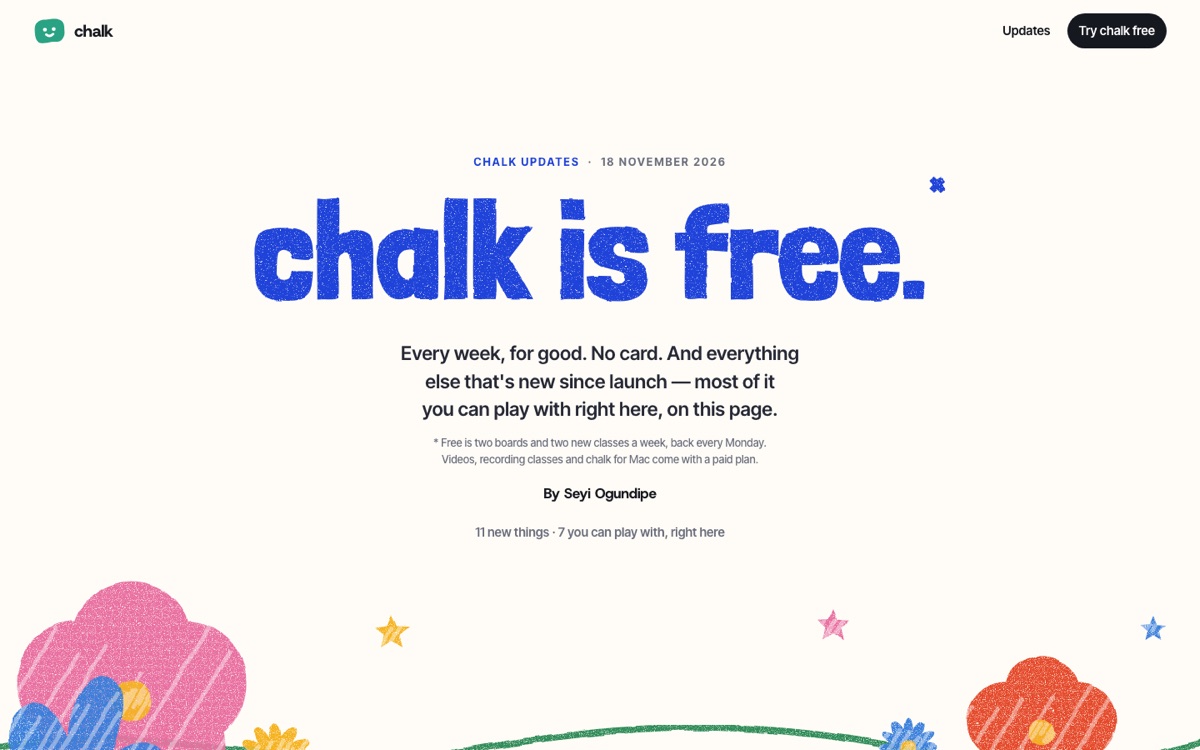 chalk
Updates
Try chalk free
CHALK UPDATES · 18 NOVEMBER 2026
chalk is free.*
Every week, for good. No card. And everything
else that's new since launch — most of it
you can play with right here, on this page.
* Free is two boards and two new classes a week, back every Monday.
Videos, recording classes and chalk for Mac come with a paid plan.
By Seyi Ogundipe
11 new things · 7 you can play with, right here